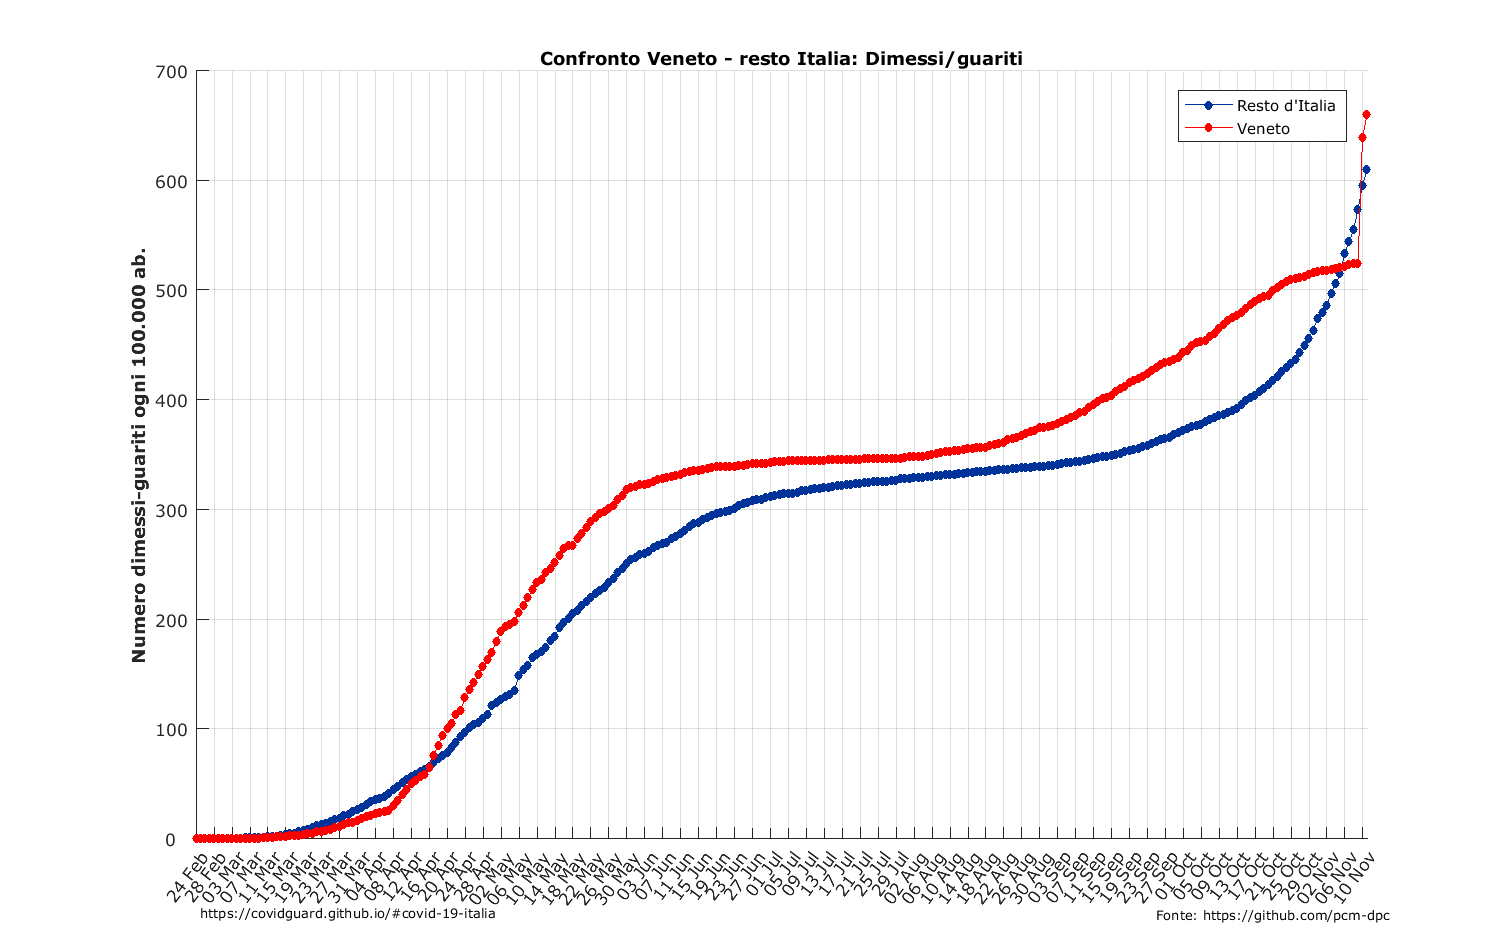 Confronto Veneto - resto Italia: Dimessi/guariti
Resto d'Italia
Veneto
Numero dimessi-guariti ogni 100.000 ab.
700
600
500
400
300
200
100
0
24 Feb
28 Feb
03 Mar
07 Mar
11 Mar
15 Mar
19 Mar
23 Mar
27 Mar
31 Mar
04 Apr
08 Apr
12 Apr
16 Apr
20 Apr
24 Apr
28 Apr
02 May
06 May
10 May
14 May
18 May
22 May
26 May
30 May
03 Jun
07 Jun
11 Jun
15 Jun
19 Jun
23 Jun
27 Jun
01 Jul
05 Jul
09 Jul
13 Jul
17 Jul
21 Jul
25 Jul
29 Jul
02 Aug
06 Aug
10 Aug
14 Aug
18 Aug
22 Aug
26 Aug
30 Aug
03 Sep
07 Sep
11 Sep
15 Sep
19 Sep
23 Sep
27 Sep
01 Oct
05 Oct
09 Oct
13 Oct
17 Oct
21 Oct
25 Oct
29 Oct
02 Nov
06 Nov
10 Nov
https://covidguard.github.io/#covid-19-italia
Fonte: https://github.com/pcm-dpc